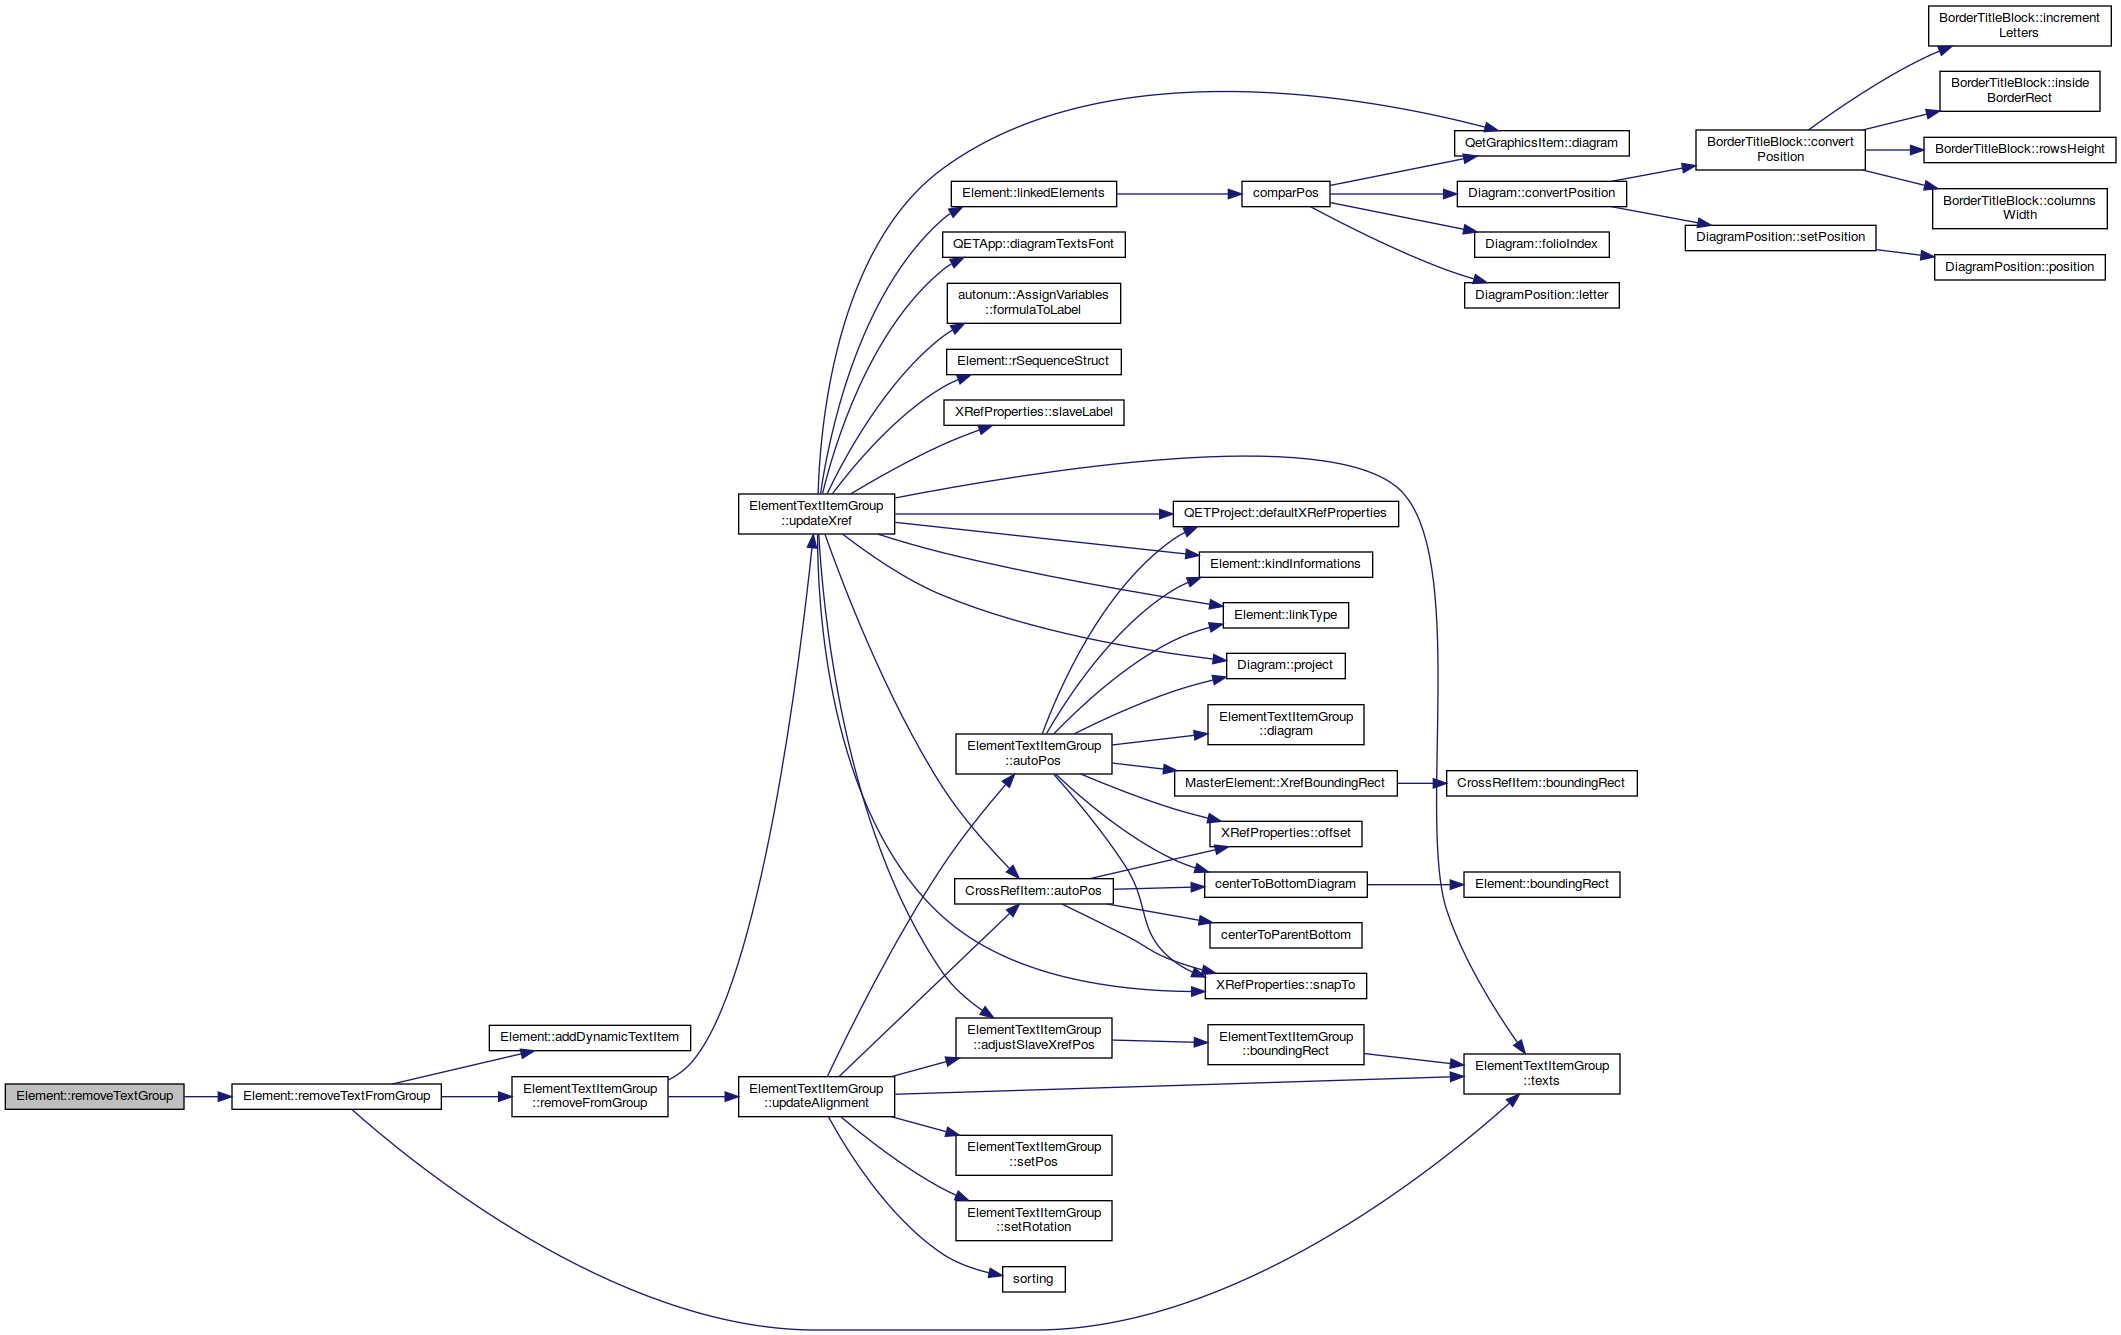 Element::removeTextGroup
Element::removeTextFromGroup
Element::addDynamicTextItem
ElementTextItemGroup
::removeFromGroup
ElementTextItemGroup
::updateXref
ElementTextItemGroup
::updateAlignment
Element::linkedElements
QETApp::diagramTextsFont
autonum::AssignVariables
::formulaToLabel
Element::rSequenceStruct
XRefProperties::slaveLabel
ElementTextItemGroup
::autoPos
CrossRefItem::autoPos
ElementTextItemGroup
::adjustSlaveXrefPos
ElementTextItemGroup
::setPos
ElementTextItemGroup
::setRotation
sorting
comparPos
QETProject::defaultXRefProperties
Element::kindInformations
Element::linkType
Diagram::project
ElementTextItemGroup
::diagram
MasterElement::XrefBoundingRect
XRefProperties::offset
centerToBottomDiagram
centerToParentBottom
XRefProperties::snapTo
ElementTextItemGroup
::boundingRect
QetGraphicsItem::diagram
Diagram::convertPosition
Diagram::folioIndex
DiagramPosition::letter
CrossRefItem::boundingRect
Element::boundingRect
ElementTextItemGroup
::texts
BorderTitleBlock::convert
Position
DiagramPosition::setPosition
BorderTitleBlock::increment
Letters
BorderTitleBlock::inside
BorderRect
BorderTitleBlock::rowsHeight
BorderTitleBlock::columns
Width
DiagramPosition::position